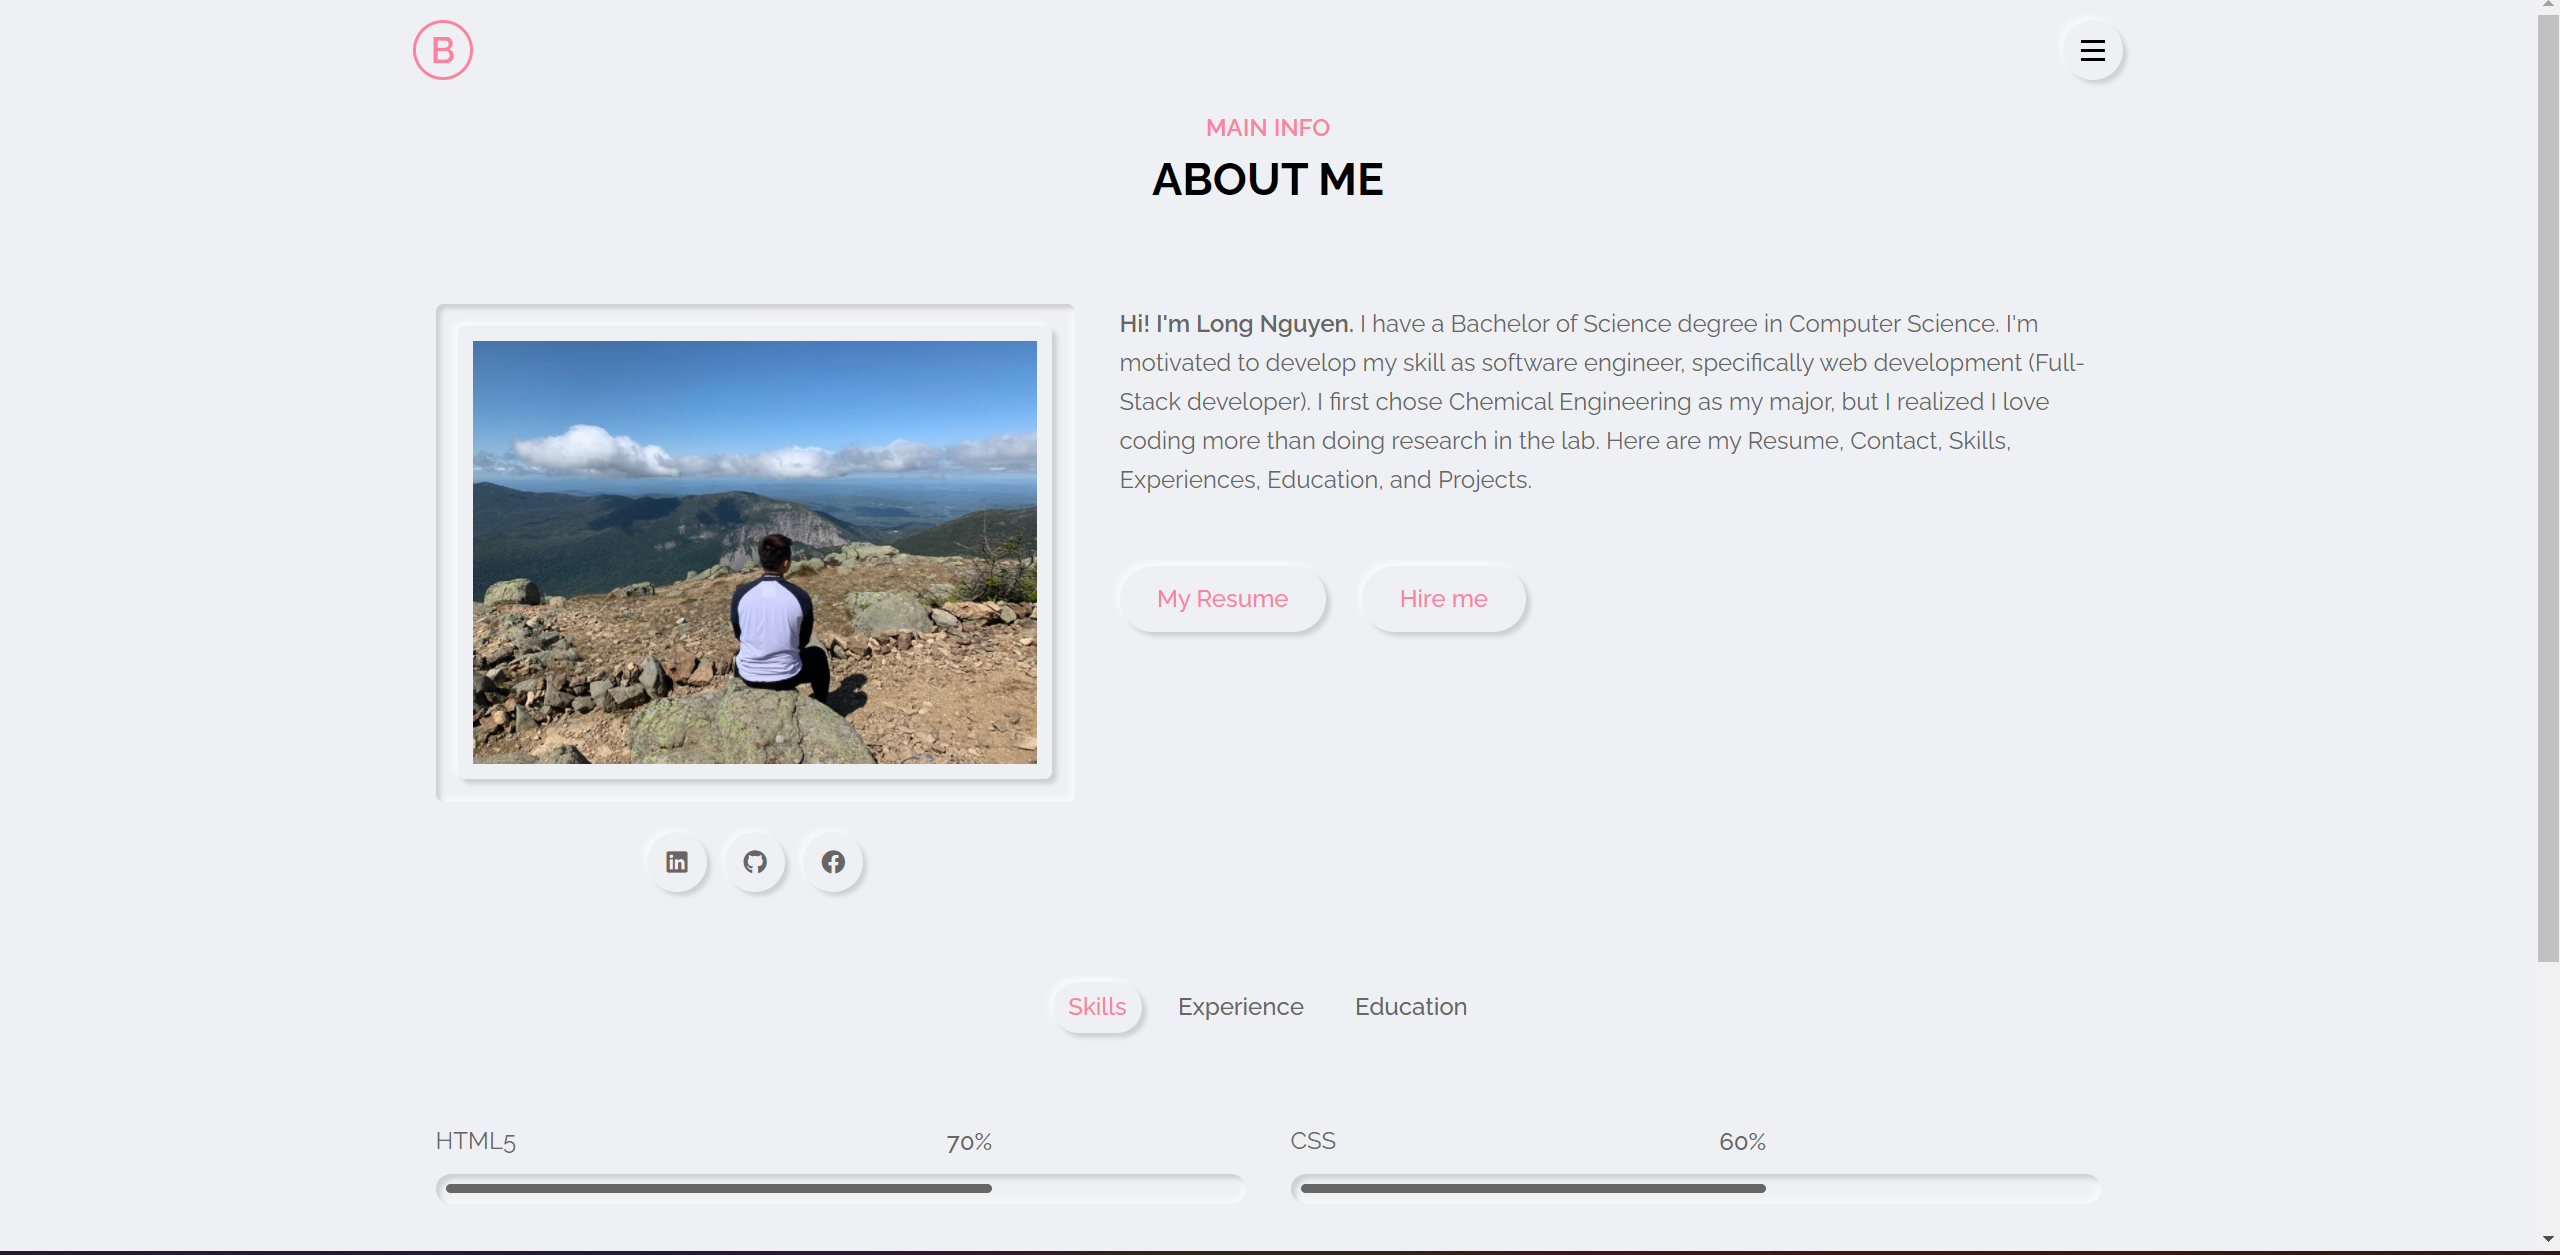 B
MAIN INFO
ABOUT ME
Hi! I'm Long Nguyen. I have a Bachelor of Science degree in Computer Science. I'm
motivated to develop my skill as software engineer, specifically web development (Full-
Stack developer). I first chose Chemical Engineering as my major, but I realized I love
coding more than doing research in the lab. Here are my Resume, Contact, Skills,
Experiences, Education, and Projects.
My Resume Hire me
in
Skills Experience Education
HTML5 70% CSS 60%